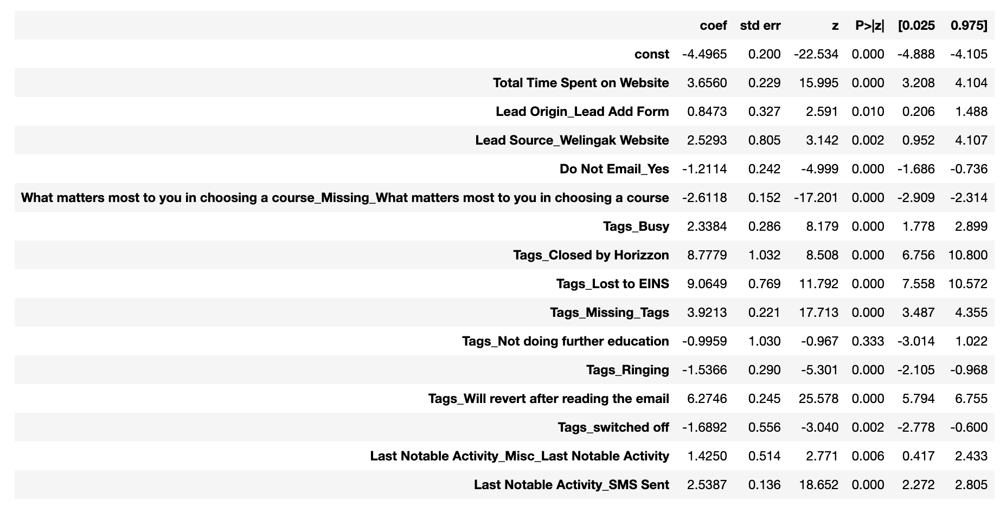 coef std err z P>|z| [0.025 0.975]
const -4.4965 0.200 -22.534 0.000 -4.888 -4.105
Total Time Spent on Website 3.6560 0.229 15.995 0.000 3.208 4.104
Lead Origin_Lead Add Form 0.8473 0.327 2.591 0.010 0.206 1.488
Lead Source_Welingak Website 2.5293 0.805 3.142 0.002 0.952 4.107
Do Not Email_Yes -1.2114 0.242 -4.999 0.000 -1.686 -0.736
What matters most to you in choosing a course_Missing_What matters most to you in choosing a course -2.6118 0.152 -17.201 0.000 -2.909 -2.314
Tags_Busy 2.3384 0.286 8.179 0.000 1.778 2.899
Tags_Closed by Horizzon 8.7779 1.032 8.508 0.000 6.756 10.800
Tags_Lost to EINS 9.0649 0.769 11.792 0.000 7.558 10.572
Tags_Missing_Tags 3.9213 0.221 17.713 0.000 3.487 4.355
Tags_Not doing further education -0.9959 1.030 -0.967 0.333 -3.014 1.022
Tags_Ringing -1.5366 0.290 -5.301 0.000 -2.105 -0.968
Tags_Will revert after reading the email 6.2746 0.245 25.578 0.000 5.794 6.755
Tags_switched off -1.6892 0.556 -3.040 0.002 -2.778 -0.600
Last Notable Activity_Misc_Last Notable Activity 1.4250 0.514 2.771 0.006 0.417 2.433
Last Notable Activity_SMS Sent 2.5387 0.136 18.652 0.000 2.272 2.805